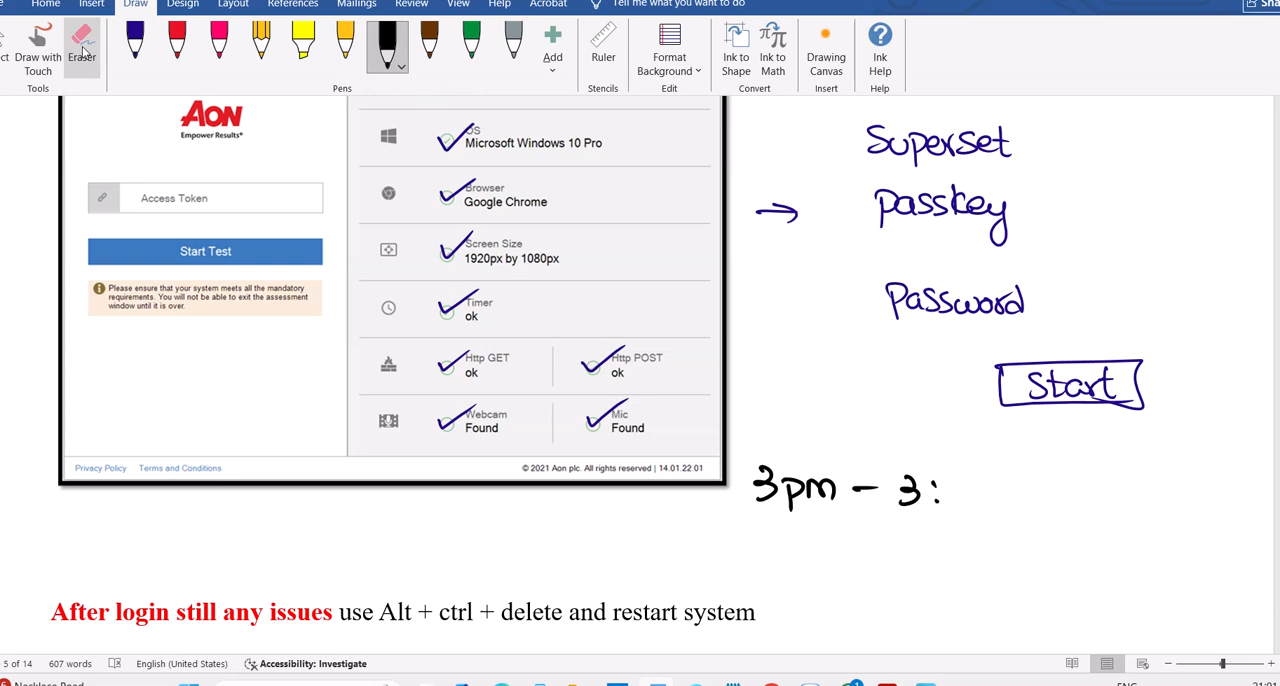 Home Insert Draw Design Layout References Mailings Review View Help Acrobat Tell me what you want to do
Draw with Touch
Eraser
Add
Ruler
Format Background
Ink to Shape
Ink to Math
Drawing Canvas
Ink Help
Tools Pens Stencils Edit Convert Insert Help
AON
Empower Results®
Access Token
Start Test
Please ensure that your system meets all the mandatory
requirements. You will not be able to exit the assessment
window until it is over.
OS
Microsoft Windows 10 Pro
Browser
Google Chrome
Screen Size
1920px by 1080px
Timer
ok
Http GET
ok
Http POST
ok
Webcam
Found
Mic
Found
Privacy Policy Terms and Conditions
© 2021 Aon plc. All rights reserved | 14.01.22.01
Superset
→ Passkey
Password
Start
3pm – 3:
After login still any issues use Alt + ctrl + delete and restart system
5 of 14 607 words English (United States) Accessibility: Investigate